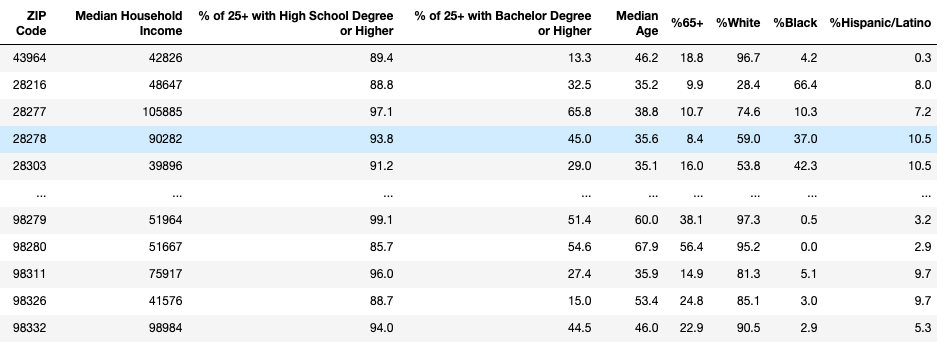 ZIP Code Median Household Income % of 25+ with High School Degree or Higher % of 25+ with Bachelor Degree or Higher Median Age %65+ %White %Black %Hispanic/Latino
43964 42826 89.4 13.3 46.2 18.8 96.7 4.2 0.3
28216 48647 88.8 32.5 35.2 9.9 28.4 66.4 8.0
28277 105885 97.1 65.8 38.8 10.7 74.6 10.3 7.2
28278 90282 93.8 45.0 35.6 8.4 59.0 37.0 10.5
28303 39896 91.2 29.0 35.1 16.0 53.8 42.3 10.5
... ... ... ... ... ... ... ... ...
98279 51964 99.1 51.4 60.0 38.1 97.3 0.5 3.2
98280 51667 85.7 54.6 67.9 56.4 95.2 0.0 2.9
98311 75917 96.0 27.4 35.9 14.9 81.3 5.1 9.7
98326 41576 88.7 15.0 53.4 24.8 85.1 3.0 9.7
98332 98984 94.0 44.5 46.0 22.9 90.5 2.9 5.3